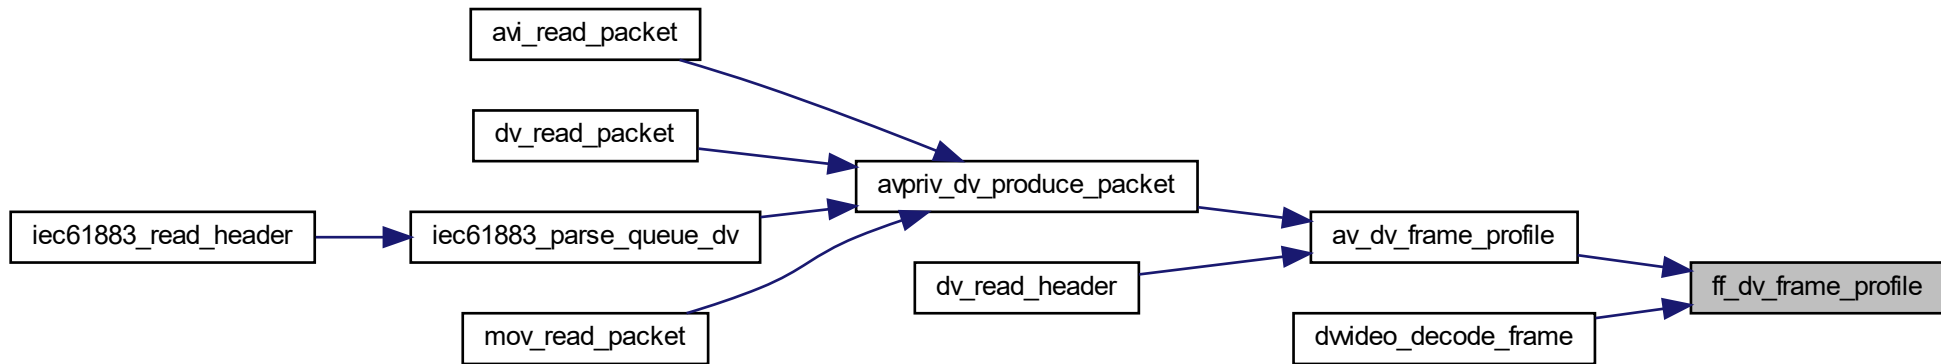 avi_read_packet
dv_read_packet
avpriv_dv_produce_packet
iec61883_read_header
iec61883_parse_queue_dv
av_dv_frame_profile
dv_read_header
ff_dv_frame_profile
mov_read_packet
dvvideo_decode_frame